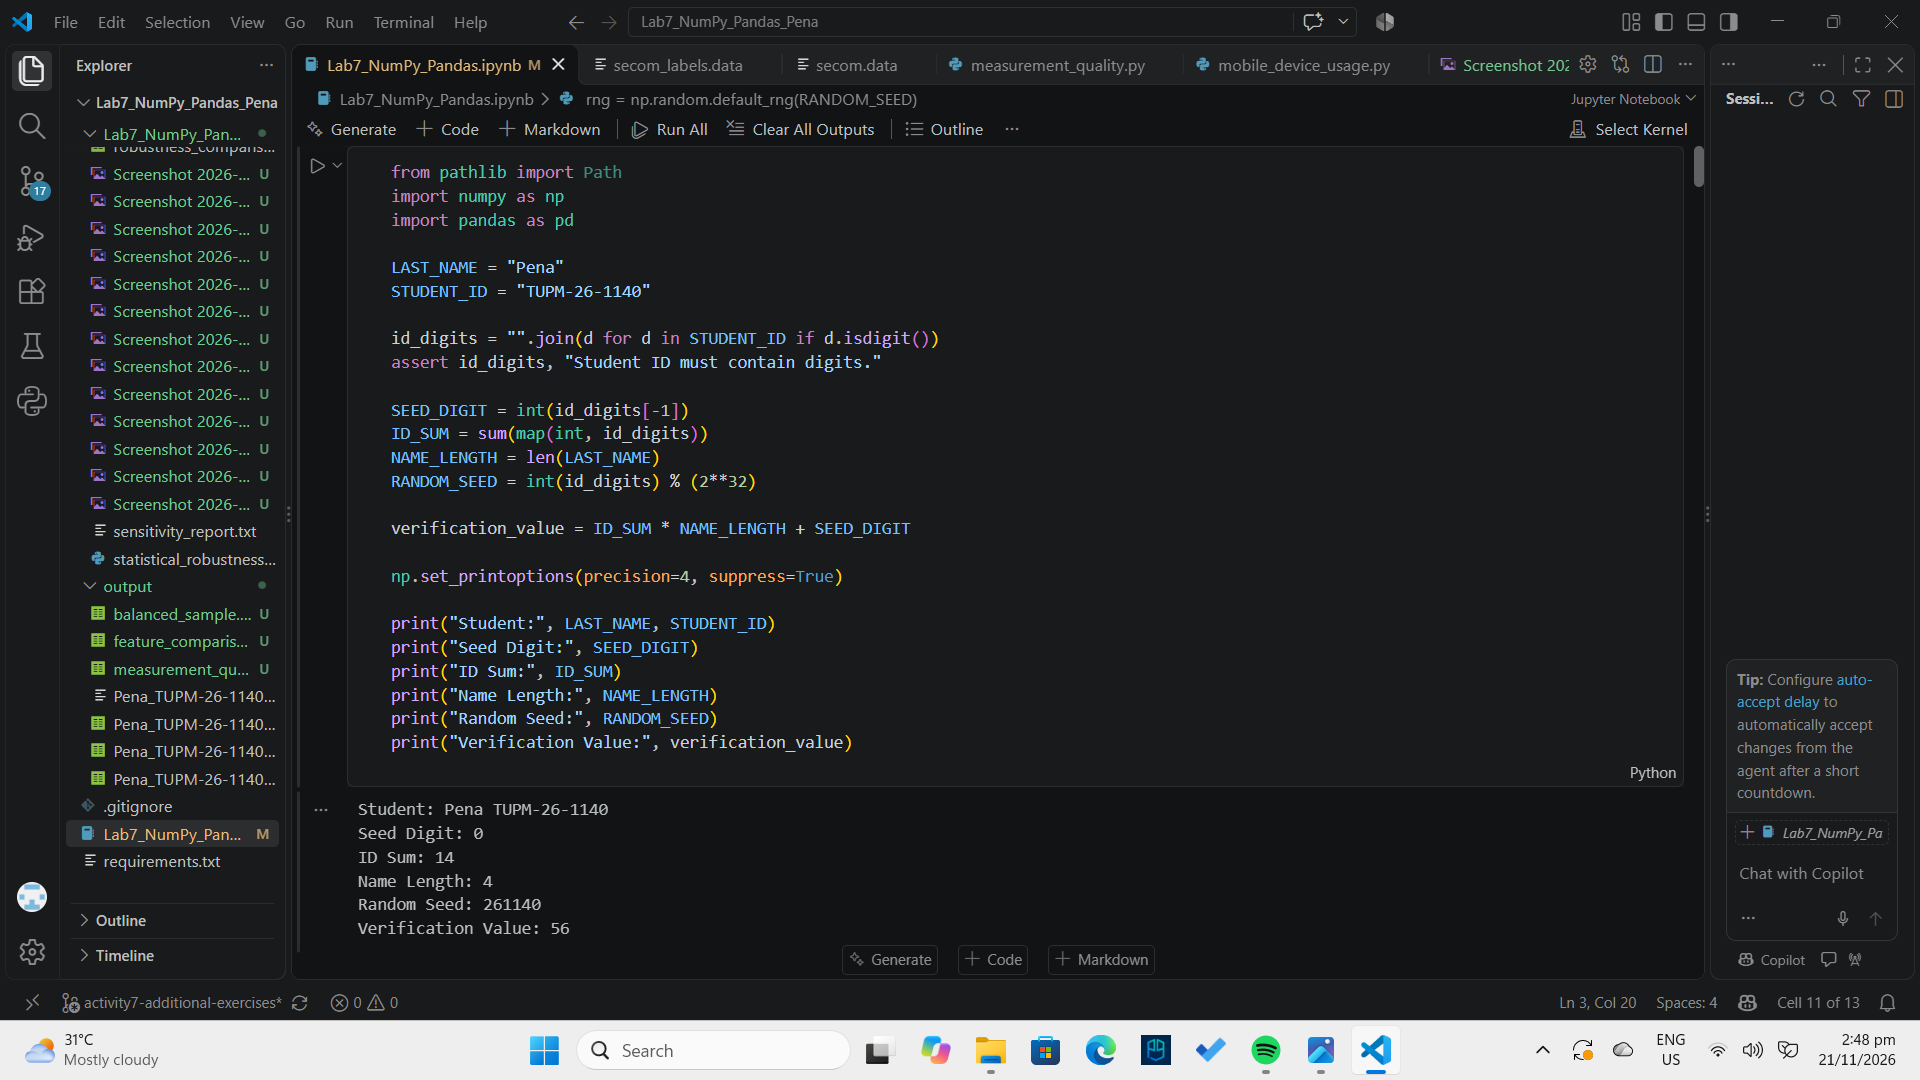 File Edit Selection View Go Run Terminal Help
Lab7_NumPy_Pandas_Pena
Explorer
Lab7_NumPy_Pandas_Pena
Lab7_NumPy_Pan...
robustness_comparis...
Screenshot 2026-... U
Screenshot 2026-... U
Screenshot 2026-... U
Screenshot 2026-... U
Screenshot 2026-... U
Screenshot 2026-... U
Screenshot 2026-... U
Screenshot 2026-... U
Screenshot 2026-... U
Screenshot 2026-... U
Screenshot 2026-... U
Screenshot 2026-... U
Screenshot 2026-... U
sensitivity_report.txt
statistical_robustness...
output
balanced_sample.... U
feature_comparis... U
measurement_qu... U
Pena_TUPM-26-1140...
Pena_TUPM-26-1140...
Pena_TUPM-26-1140...
Pena_TUPM-26-1140...
.gitignore
Lab7_NumPy_Pan... M
requirements.txt
Outline
Timeline
17
Lab7_NumPy_Pandas.ipynb M
secom_labels.data
secom.data
measurement_quality.py
mobile_device_usage.py
Screenshot 202
Lab7_NumPy_Pandas.ipynb > rng = np.random.default_rng(RANDOM_SEED)
Jupyter Notebook
Generate + Code + Markdown Run All Clear All Outputs Outline ...
Select Kernel
from pathlib import Path
import numpy as np
import pandas as pd
LAST_NAME = "Pena"
STUDENT_ID = "TUPM-26-1140"
id_digits = "".join(d for d in STUDENT_ID if d.isdigit())
assert id_digits, "Student ID must contain digits."
SEED_DIGIT = int(id_digits[-1])
ID_SUM = sum(map(int, id_digits))
NAME_LENGTH = len(LAST_NAME)
RANDOM_SEED = int(id_digits) % (2**32)
verification_value = ID_SUM * NAME_LENGTH + SEED_DIGIT
np.set_printoptions(precision=4, suppress=True)
print("Student:", LAST_NAME, STUDENT_ID)
print("Seed Digit:", SEED_DIGIT)
print("ID Sum:", ID_SUM)
print("Name Length:", NAME_LENGTH)
print("Random Seed:", RANDOM_SEED)
print("Verification Value:", verification_value)
Python
Student: Pena TUPM-26-1140
Seed Digit: 0
ID Sum: 14
Name Length: 4
Random Seed: 261140
Verification Value: 56
Generate + Code + Markdown
Sessi...
Tip: Configure auto-
accept delay to
automatically accept
changes from the
agent after a short
countdown.
+ Lab7_NumPy_Pa
Chat with Copilot
Copilot
activity7-additional-exercises* 0 0
Ln 3, Col 20 Spaces: 4 Cell 11 of 13
31°C
Mostly cloudy
Search
ENG
US
2:48 pm
21/11/2026